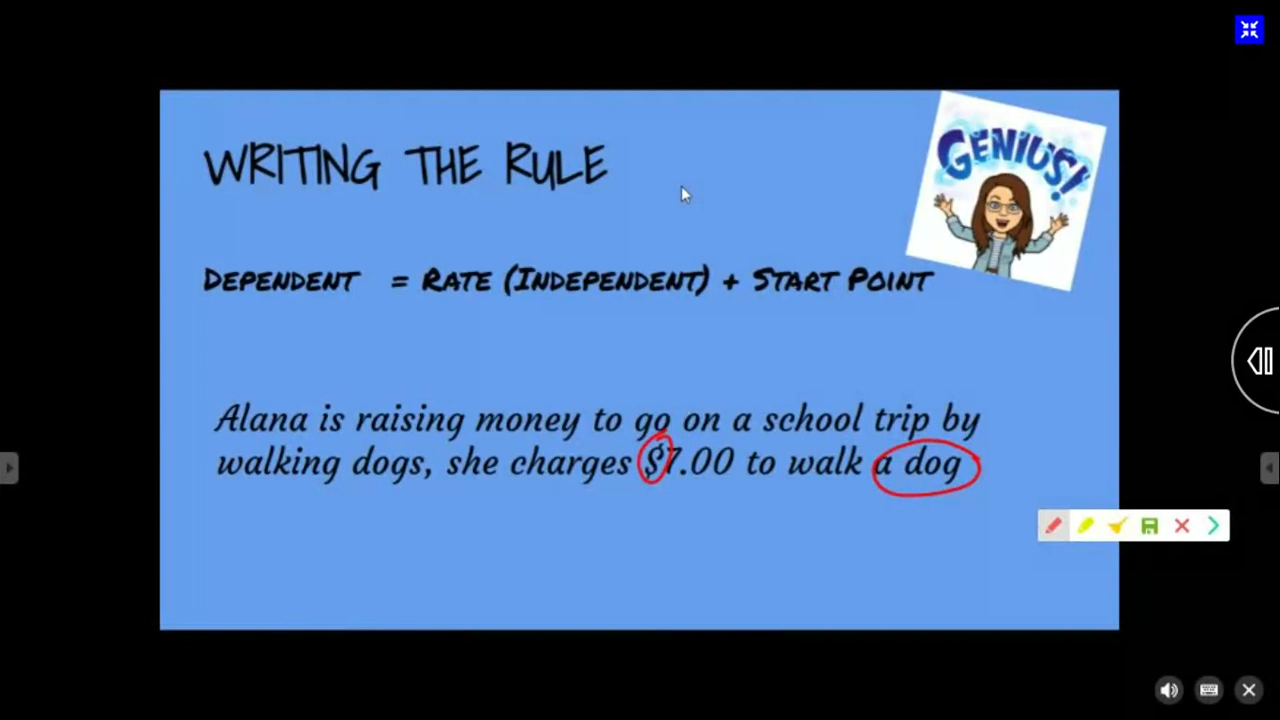 WRITING THE RULE
GENIUS!
DEPENDENT = RATE (INDEPENDENT) + START POINT
Alana is raising money to go on a school trip by
walking dogs, she charges $7.00 to walk a dog